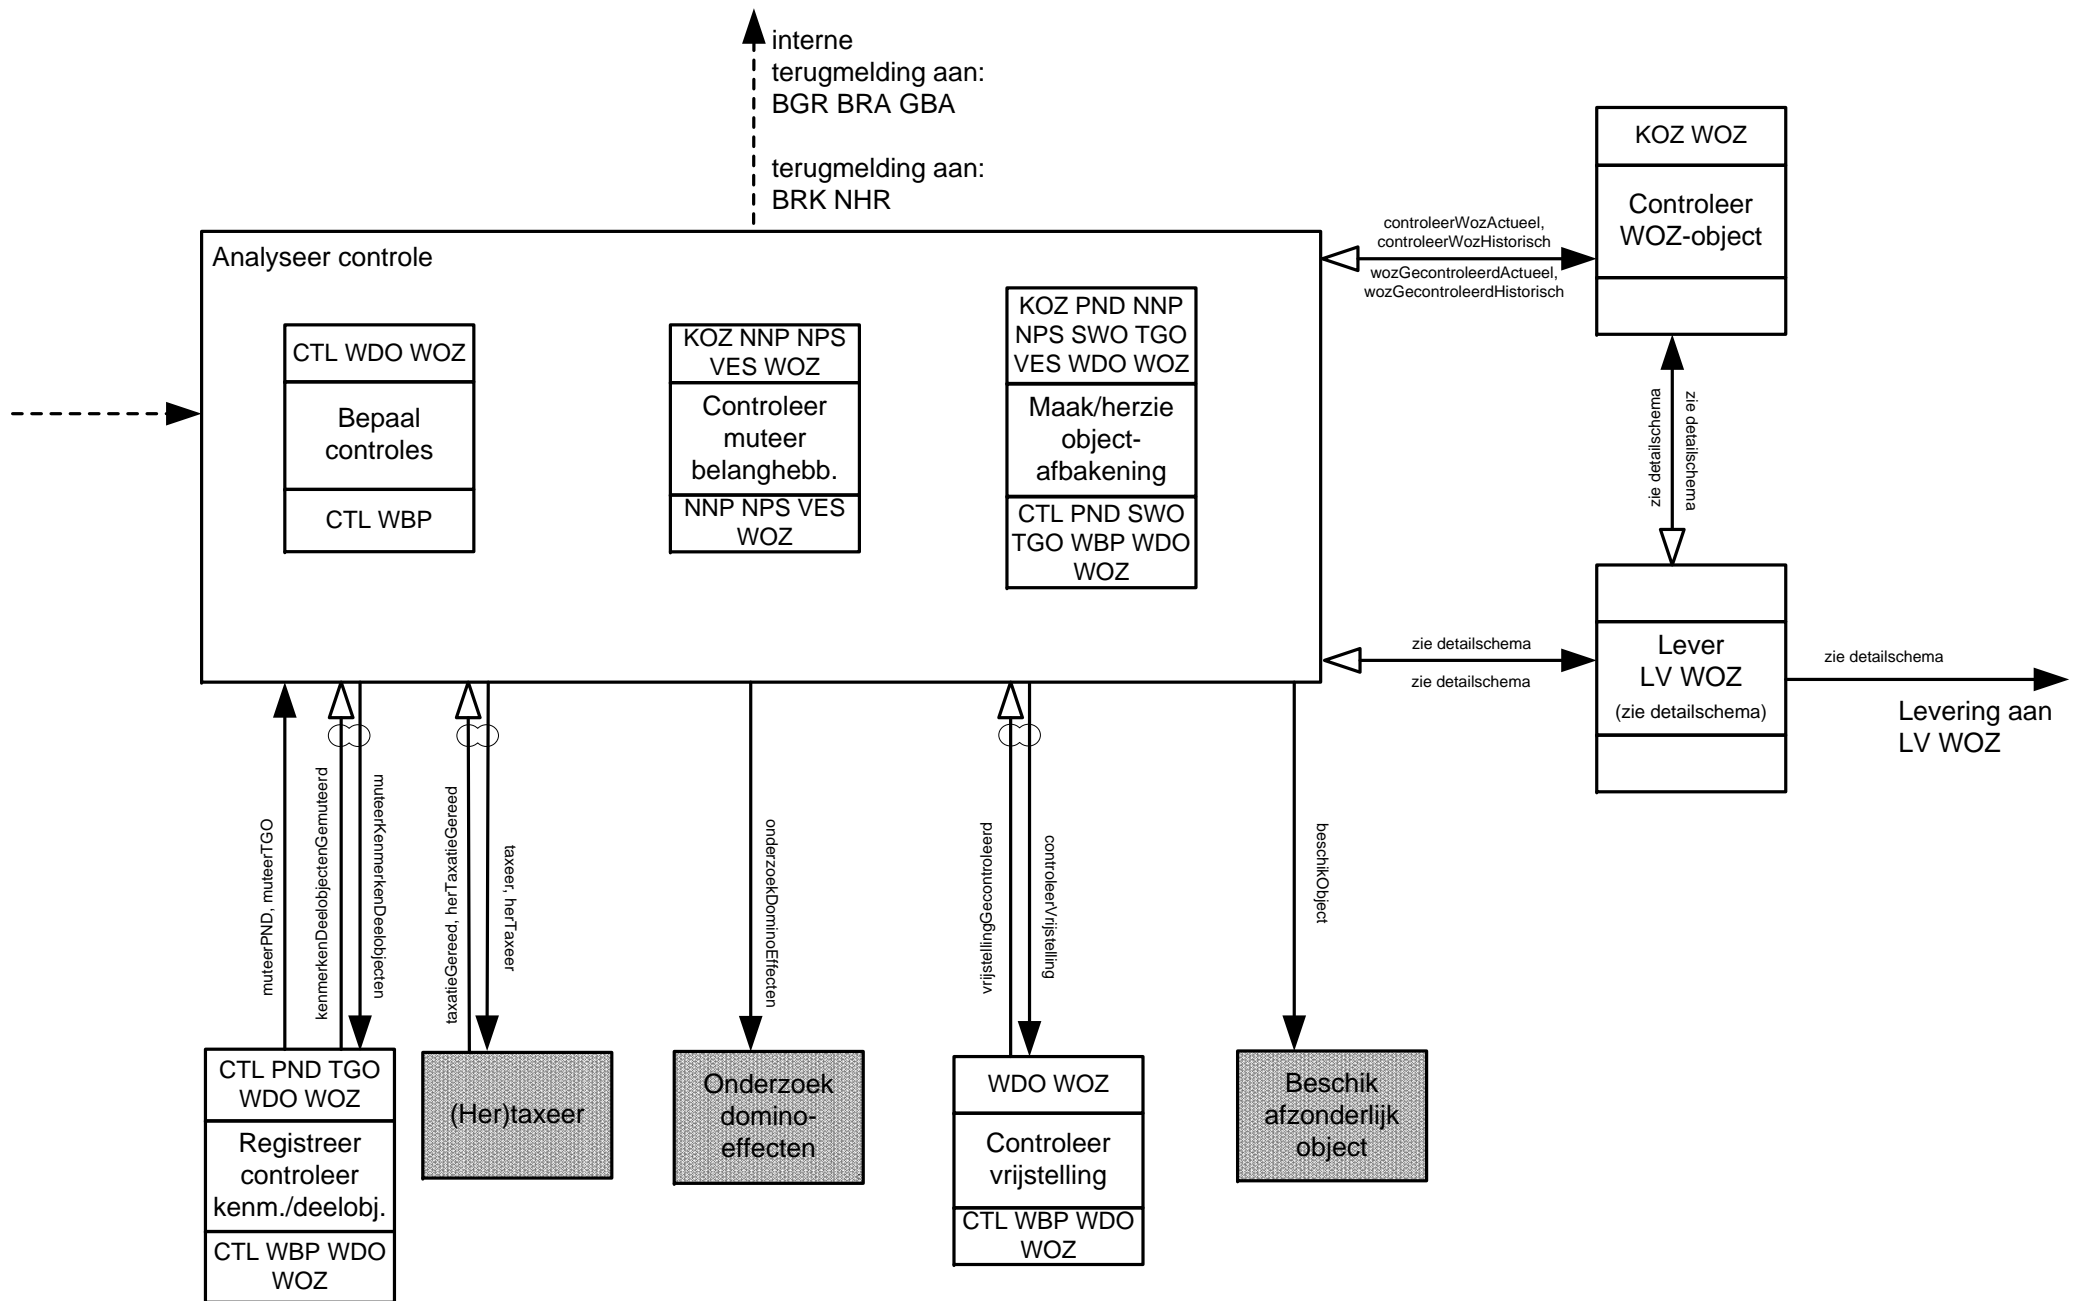 interne
terugmelding aan:
BGR BRA GBA
terugmelding aan:
BRK NHR
KOZ WOZ
Controleer
WOZ-object
controleerWozActueel,
controleerWozHistorisch
wozGecontroleerdActueel,
wozGecontroleerdHistorisch
Analyseer controle
CTL WDO WOZ
Bepaal
controles
CTL WBP
KOZ NNP NPS
VES WOZ
Controleer
muteer
belanghebb.
NNP NPS VES
WOZ
KOZ PND NNP
NPS SWO TGO
VES WDO WOZ
Maak/herzie
object-
afbakening
CTL PND SWO
TGO WBP WDO
WOZ
zie detailschema
zie detailschema
zie detailschema
zie detailschema
Lever
LV WOZ
(zie detailschema)
zie detailschema
Levering aan
LV WOZ
muteerPND, muteerTGO
kenmerkenDeelobjectenGemuteerd
muteerKenmerkenDeelobjecten
taxatieGereed, herTaxatieGereed
taxeer, herTaxeer
onderzoekDominoEffecten
vrijstellingGecontroleerd
controleerVrijstelling
beschikObject
CTL PND TGO
WDO WOZ
Registreer
controleer
kenm./deelobj.
CTL WBP WDO
WOZ
(Her)taxeer
Onderzoek
domino-
effecten
WDO WOZ
Controleer
vrijstelling
CTL WBP WDO
WOZ
Beschik
afzonderlijk
object